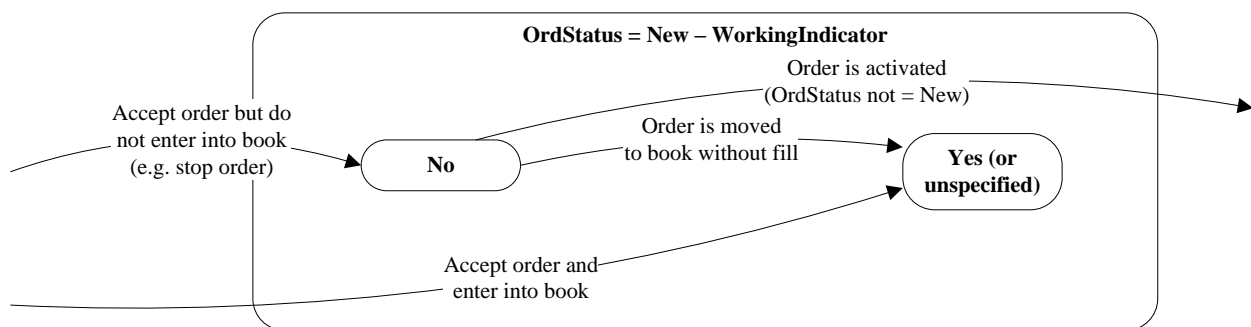 OrdStatus = New – WorkingIndicator
Order is activated
(OrdStatus not = New)
Accept order but do
not enter into book
(e.g. stop order)
Order is moved
to book without fill
No
Yes (or
unspecified)
Accept order and
enter into book